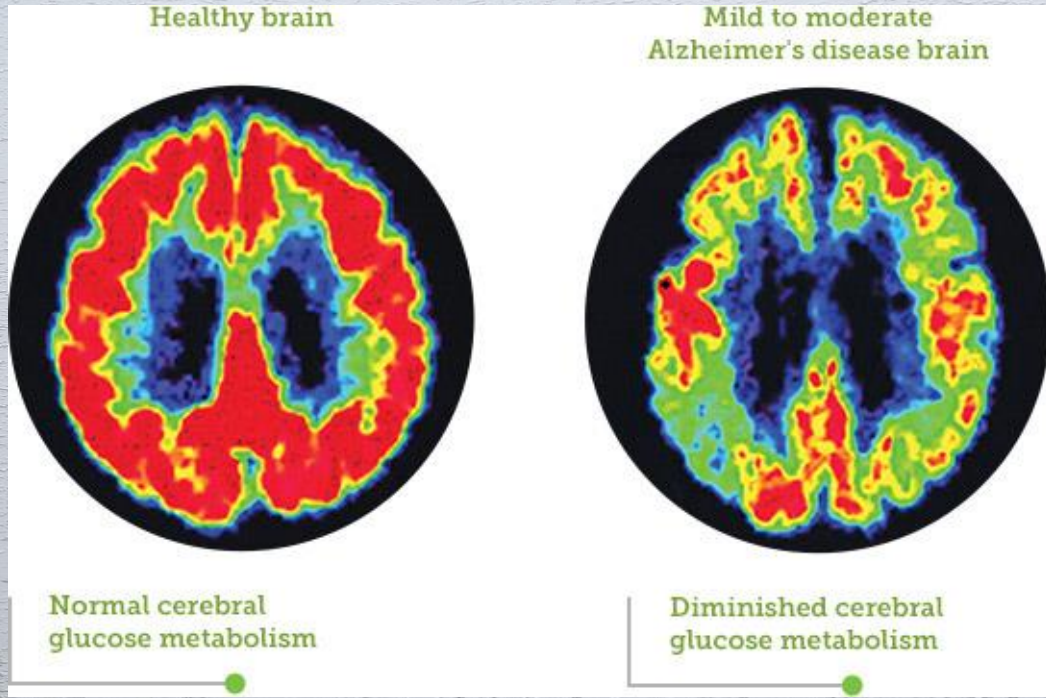 Healthy brain
Mild to moderate
Alzheimer's disease brain
Normal cerebral
glucose metabolism
Diminished cerebral
glucose metabolism